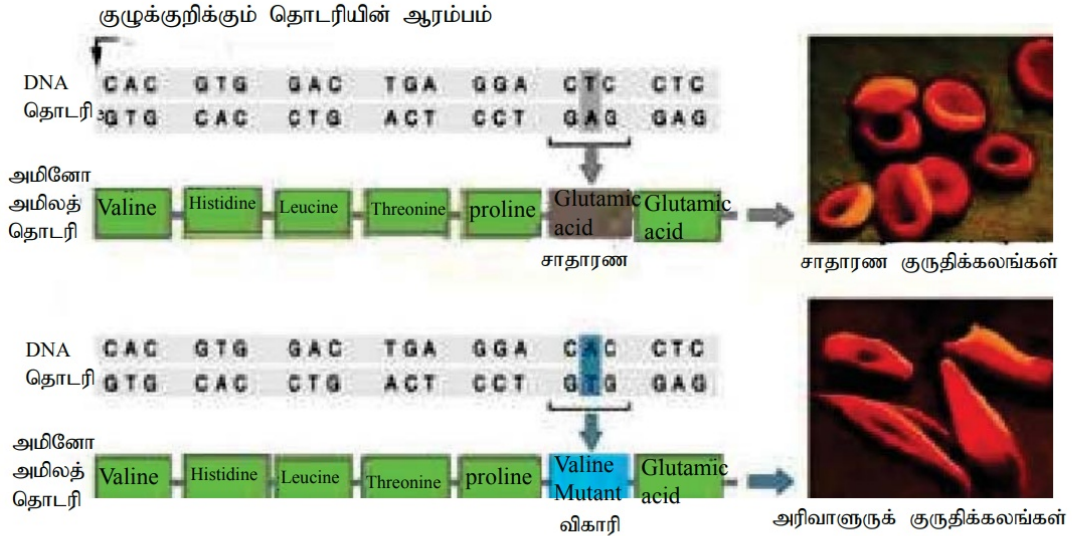 குழுக்குறிக்கும் தொடரியின் ஆரம்பம்
DNA தொடரி
CAC GTG GAC TGA GGA CTC CTC
GTG CAC CTG ACT CCT GAG GAG
அமினோ அமிலத் தொடரி
Valine Histidine Leucine Threonine proline Glutamic acid Glutamic acid
சாதாரண
சாதாரண குருதிக்கலங்கள்
DNA தொடரி
CAC GTG GAC TGA GGA CAC CTC
GTG CAC CTG ACT CCT GTG GAG
அமினோ அமிலத் தொடரி
Valine Histidine Leucine Threonine proline Valine Mutant Glutamic acid
விகாரி
அரிவாளுருக் குருதிக்கலங்கள்